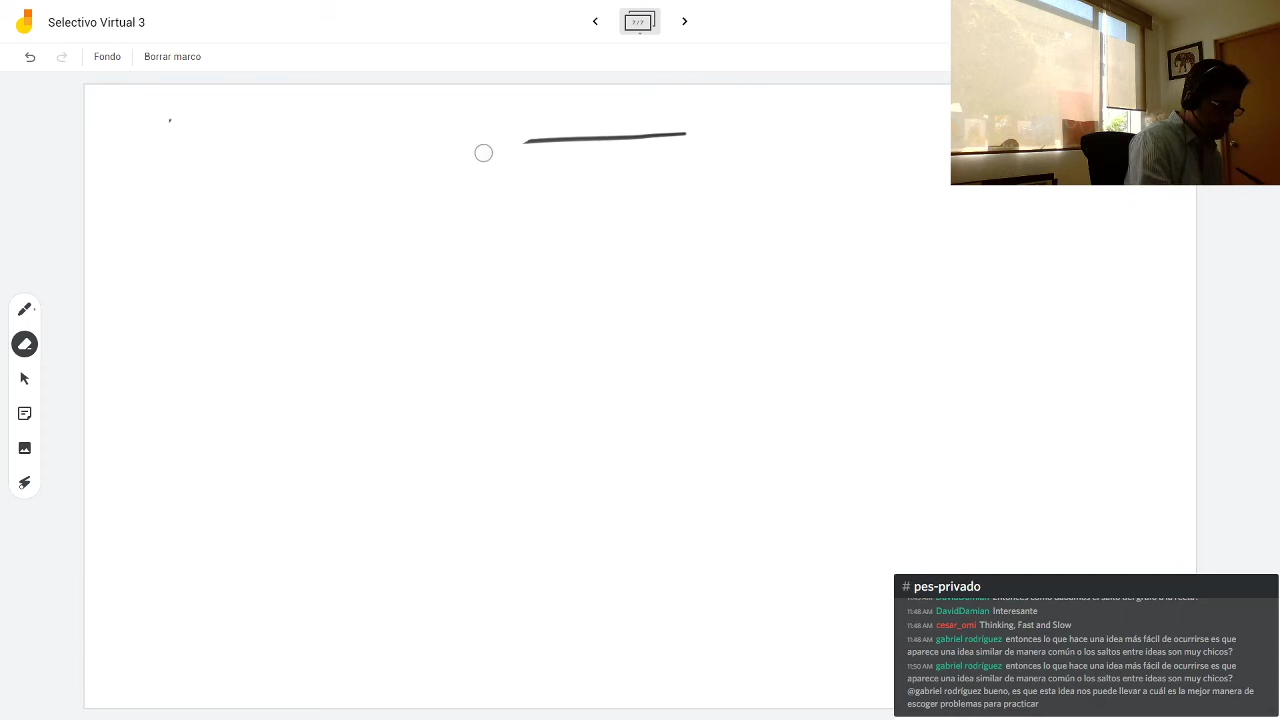 Selectivo Virtual 3
7 / 7
Fondo
Borrar marco
# pes-privado
11:48 AM DavidDamian Interesante
11:48 AM cesar_omi Thinking, Fast and Slow
11:48 AM gabriel rodríguez entonces lo que hace una idea más fácil de ocurrirse es que
aparece una idea similar de manera común o los saltos entre ideas son muy chicos?
11:50 AM gabriel rodríguez entonces lo que hace una idea más fácil de ocurrirse es que
aparece una idea similar de manera común o los saltos entre ideas son muy chicos?
@gabriel rodríguez bueno, es que esta idea nos puede llevar a cuál es la mejor manera de
escoger problemas para practicar